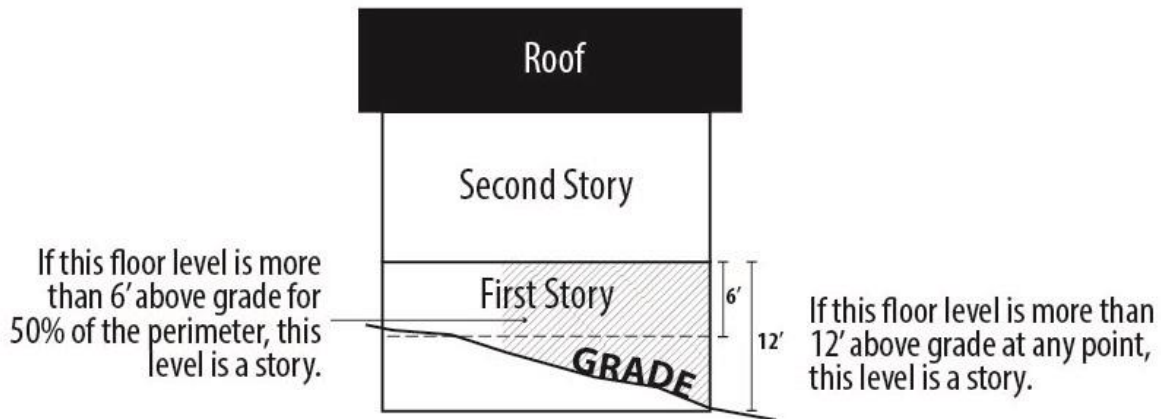 Roof
Second Story
If this floor level is more
than 6' above grade for
50% of the perimeter, this
level is a story.
First Story
6'
12'
GRADE
If this floor level is more than
12' above grade at any point,
this level is a story.